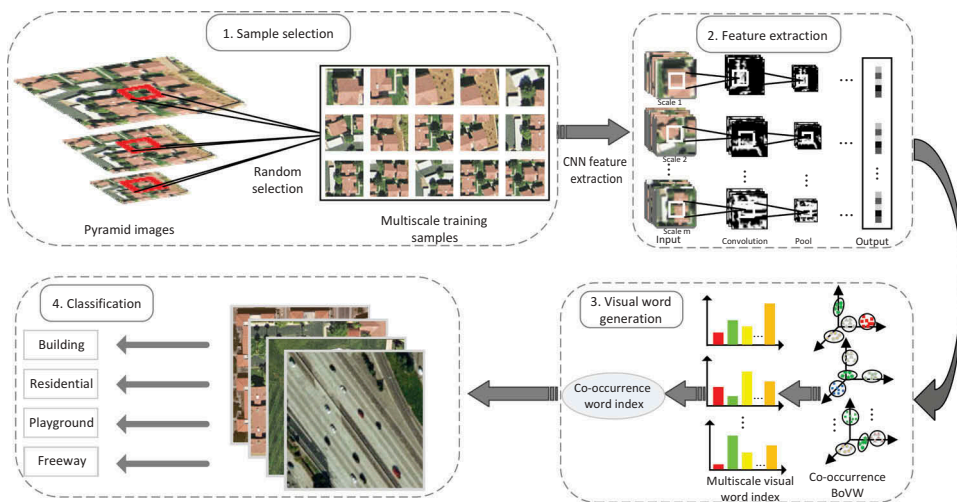 1. Sample selection
Pyramid images
Random
selection
Multiscale training
samples
CNN feature
extraction
2. Feature extraction
Scale 1
Scale 2
Scale m
Input
Convolution
Pool
Output
...
...
...
...
3. Visual word
generation
...
...
...
Co-occurrence
word index
Multiscale visual
word index
Co-occurrence
BoVW
4. Classification
Building
Residential
Playground
Freeway